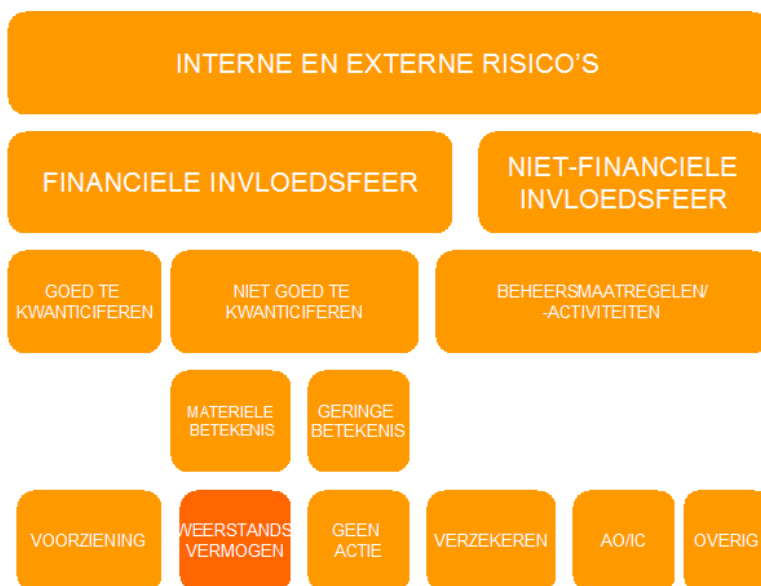 INTERNE EN EXTERNE RISICO'S
FINANCIELE INVLOEDSFEER
NIET-FINANCIELE
INVLOEDSFEER
GOED TE
KWANTICIFEREN
NIET GOED TE
KWANTICIFEREN
BEHEERSMAATREGELEN/
-ACTIVITEITEN
MATERIELE
BETEKENIS
GERINGE
BETEKENIS
VOORZIENING
WEERSTANDS
VERMOGEN
GEEN
ACTIE
VERZEKEREN
AO/IC
OVERIG